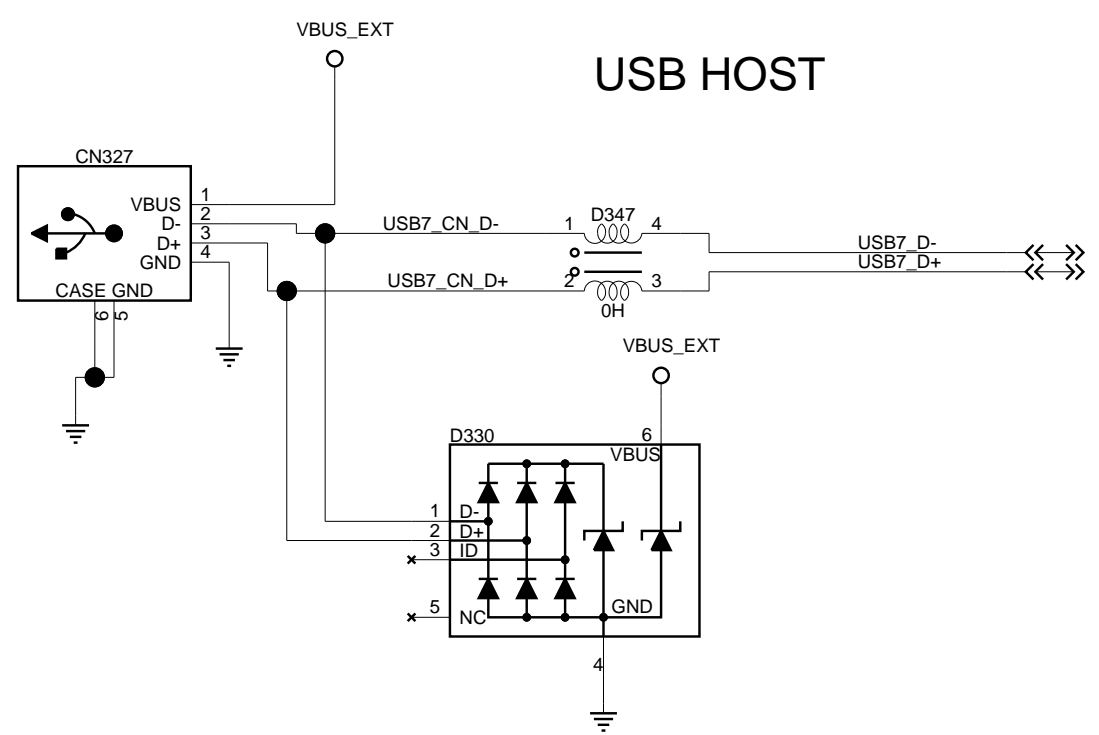 VBUS_EXT
USB HOST
CN327
VBUS 1
D- 2
D+ 3
GND 4
CASE GND
6 5
USB7_CN_D-
1 D347 4
USB7_CN_D+
2 3
0H
USB7_D-
USB7_D+
VBUS_EXT
D330
6
VBUS
1 D-
2 D+
3 ID
5 NC
GND
4